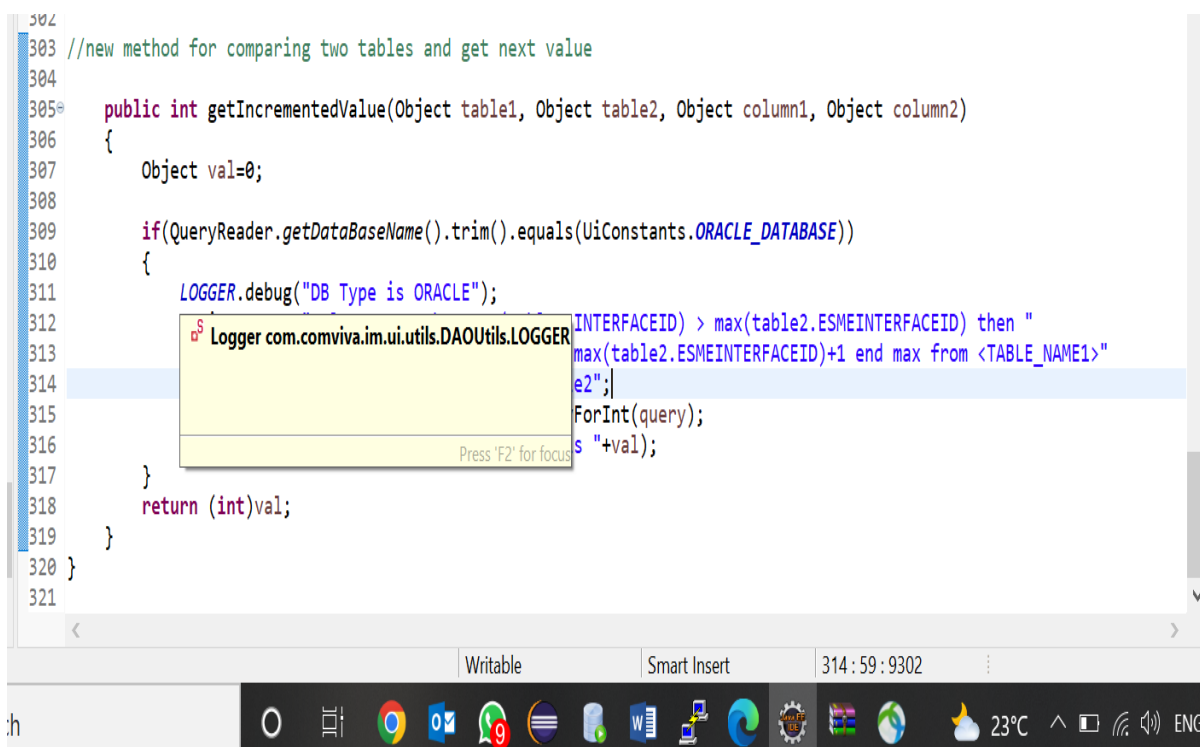 302
303 //new method for comparing two tables and get next value
304
305 public int getIncrementedValue(Object table1, Object table2, Object column1, Object column2)
306 {
307 Object val=0;
308
309 if(QueryReader.getDataBaseName().trim().equals(UiConstants.ORACLE_DATABASE))
310 {
311 LOGGER.debug("DB Type is ORACLE");
312 INTERFACEID) > max(table2.ESMEINTERFACEID) then "
Logger com.comviva.im.ui.utils.DAOUtils.LOGGER
313 max(table2.ESMEINTERFACEID)+1 end max from <TABLE_NAME1>"
314 e2";
315 ForInt(query);
316 s "+val);
Press 'F2' for focus
317 }
318 return (int)val;
319 }
320 }
321
Writable Smart Insert 314 : 59 : 9302
9 23°C ENG